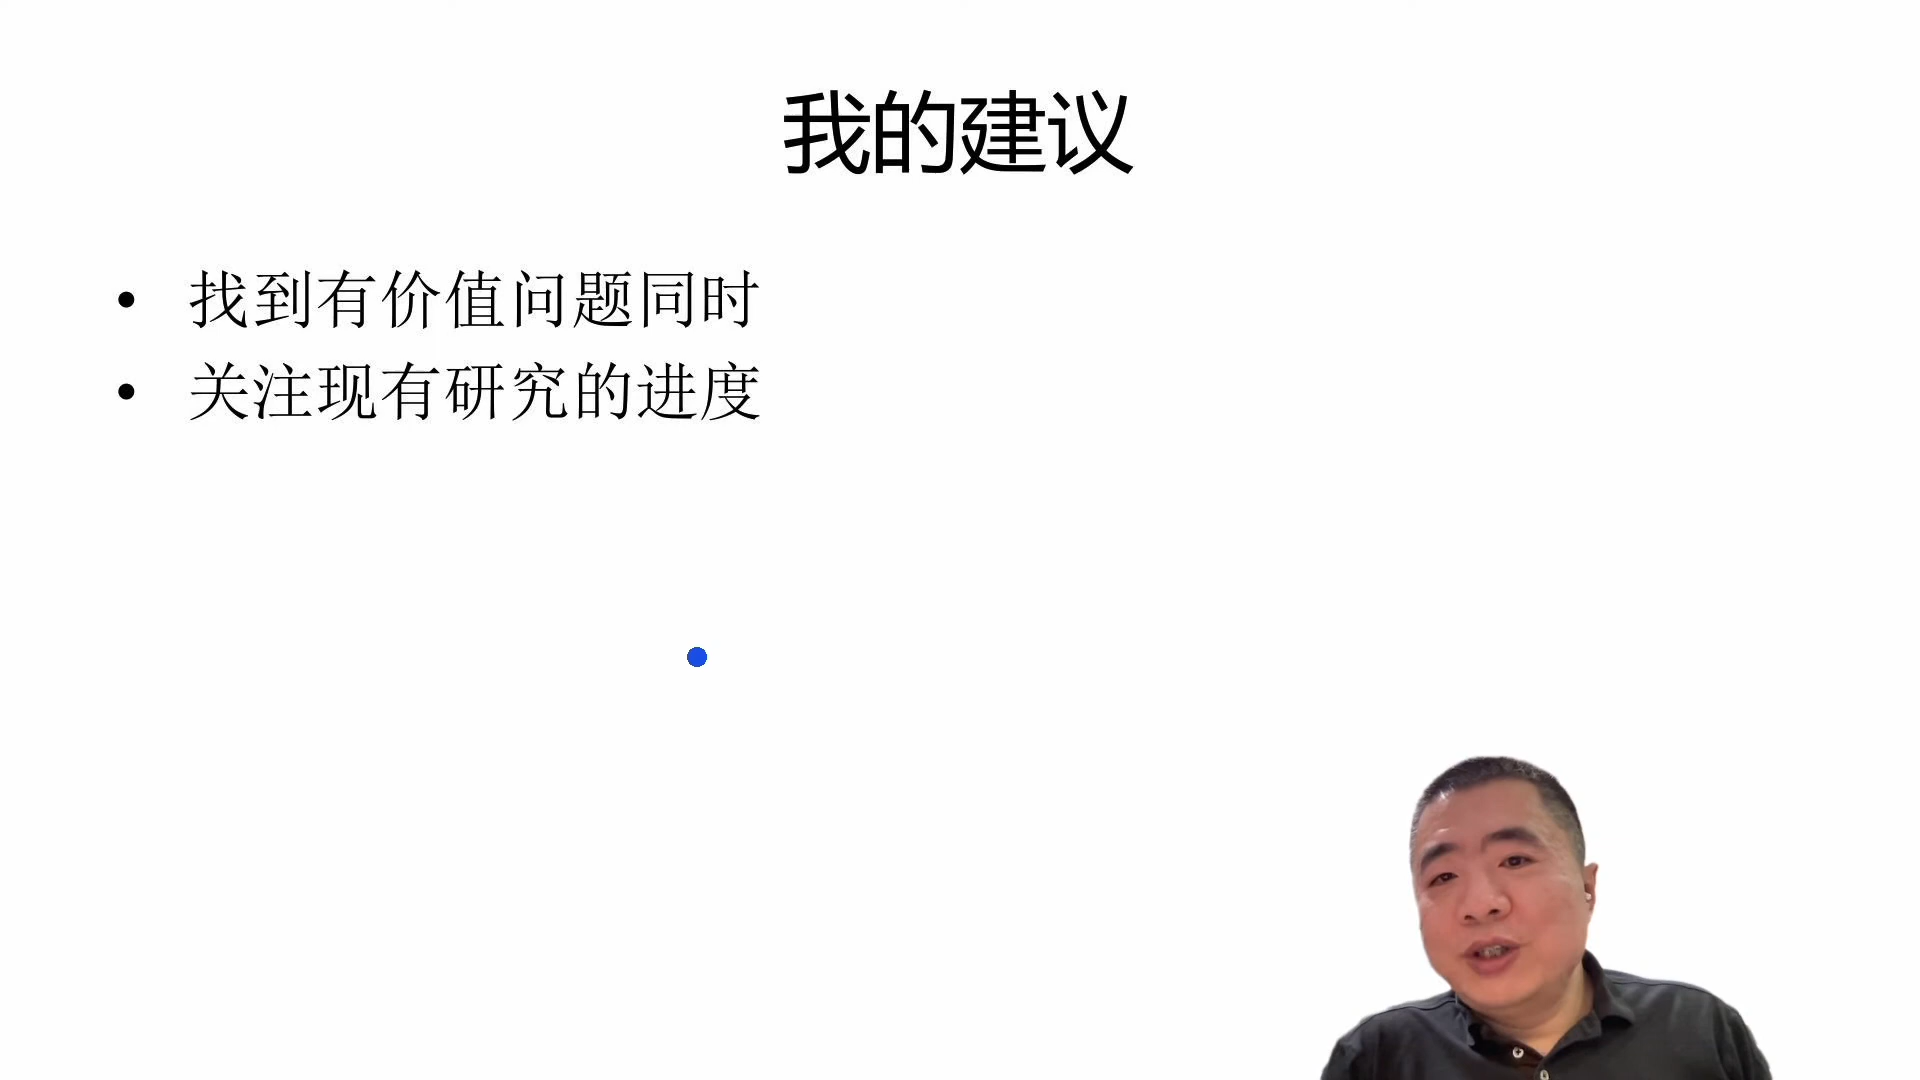 我的建议
• 找到有价值问题同时
• 关注现有研究的进度